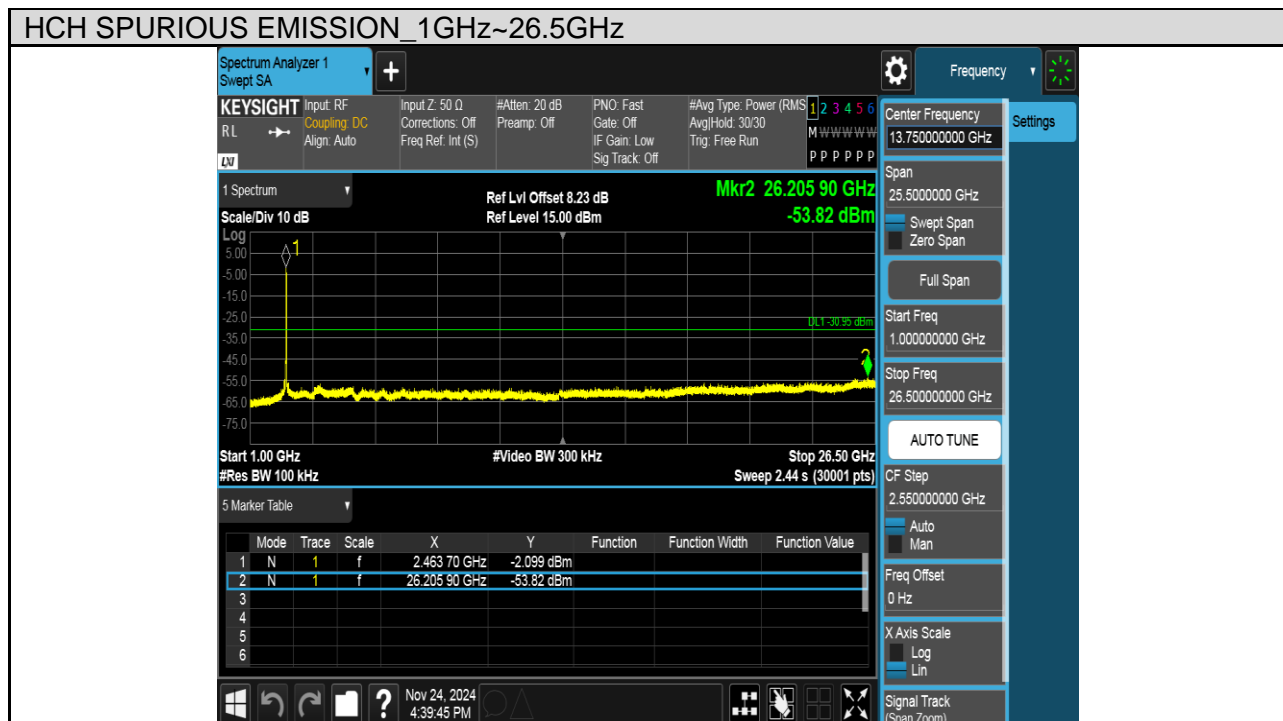 HCH SPURIOUS EMISSION_1GHz~26.5GHz
Spectrum Analyzer 1
Swept SA
Frequency
KEYSIGHT
RL
LXI
Input: RF
Coupling: DC
Align: Auto
Input Z: 50 Ω
Corrections: Off
Freq Ref: Int (S)
#Atten: 20 dB
Preamp: Off
PNO: Fast
Gate: Off
IF Gain: Low
Sig Track: Off
#Avg Type: Power (RMS
Avg|Hold: 30/30
Trig: Free Run
1 2 3 4 5 6
M W W W W W
P P P P P P
1 Spectrum
Scale/Div 10 dB
Ref Lvl Offset 8.23 dB
Ref Level 15.00 dBm
Mkr2 26.205 90 GHz
-53.82 dBm
Log
5.00
-5.00
-15.0
-25.0
-35.0
-45.0
-55.0
-65.0
-75.0
1
DL1 -30.95 dBm
2
Start 1.00 GHz
#Video BW 300 kHz
Stop 26.50 GHz
#Res BW 100 kHz
Sweep 2.44 s (30001 pts)
5 Marker Table
Mode Trace Scale X Y Function Function Width Function Value
1 N 1 f 2.463 70 GHz -2.099 dBm
2 N 1 f 26.205 90 GHz -53.82 dBm
3
4
5
6
Nov 24, 2024
4:39:45 PM
Center Frequency
13.750000000 GHz
Settings
Span
25.5000000 GHz
Swept Span
Zero Span
Full Span
Start Freq
1.000000000 GHz
Stop Freq
26.500000000 GHz
AUTO TUNE
CF Step
2.550000000 GHz
Auto
Man
Freq Offset
0 Hz
X Axis Scale
Log
Lin
Signal Track
(Span Zoom)